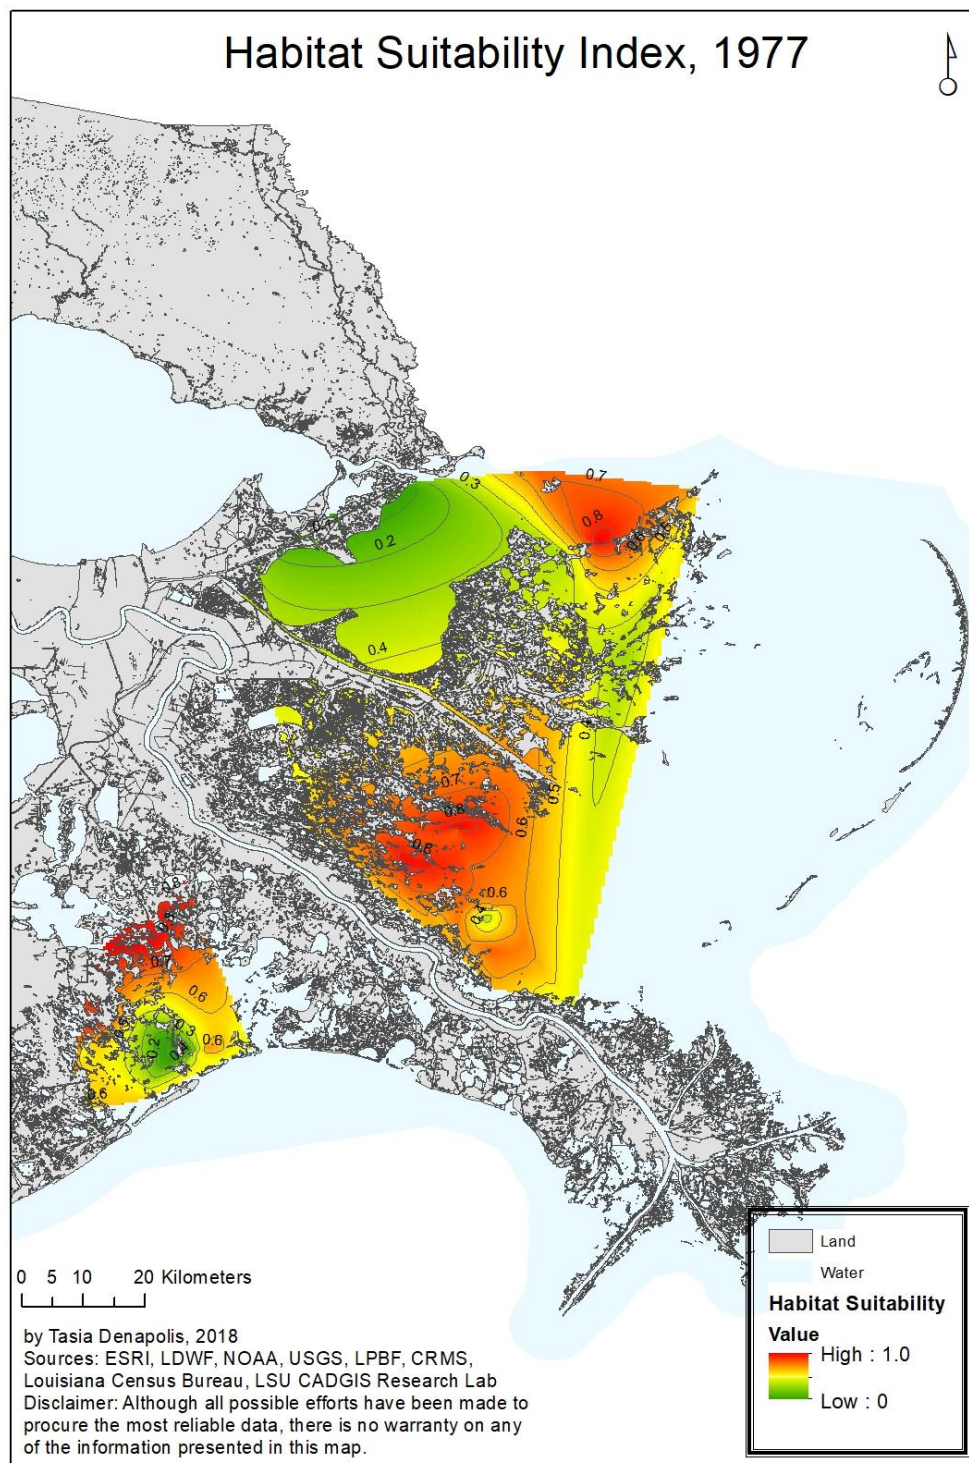 Habitat Suitability Index, 1977
0.7
0.3
0.8
0.6
0.2
0.4
0.7
0.5
0.8
0.6
0.8
0.6
0.7
0.6
0.3
0.2
0.4
0.6
0.6
0 5 10 20 Kilometers
by Tasia Denapolis, 2018
Sources: ESRI, LDWF, NOAA, USGS, LPBF, CRMS,
Louisiana Census Bureau, LSU CADGIS Research Lab
Disclaimer: Although all possible efforts have been made to
procure the most reliable data, there is no warranty on any
of the information presented in this map.
Land
Water
Habitat Suitability
Value
High : 1.0
Low : 0